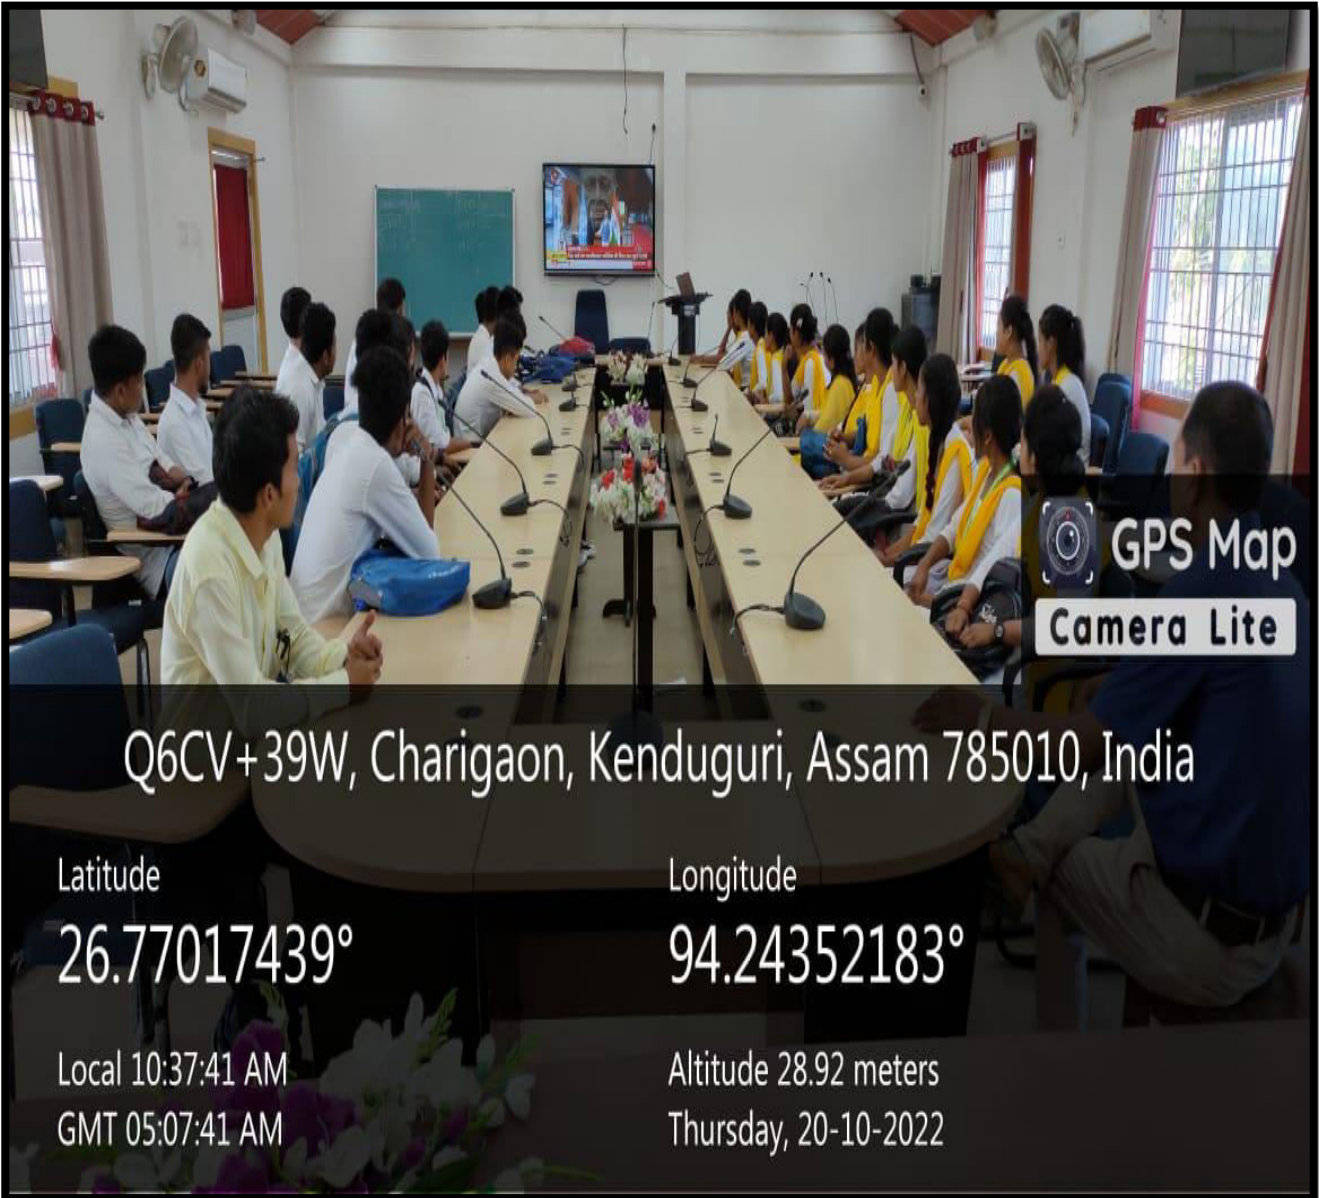 GPS Map
Camera Lite
Q6CV+39W, Charigaon, Kenduguri, Assam 785010, India
Latitude
Longitude
26.77017439°
94.24352183°
Local 10:37:41 AM
Altitude 28.92 meters
GMT 05:07:41 AM
Thursday, 20-10-2022